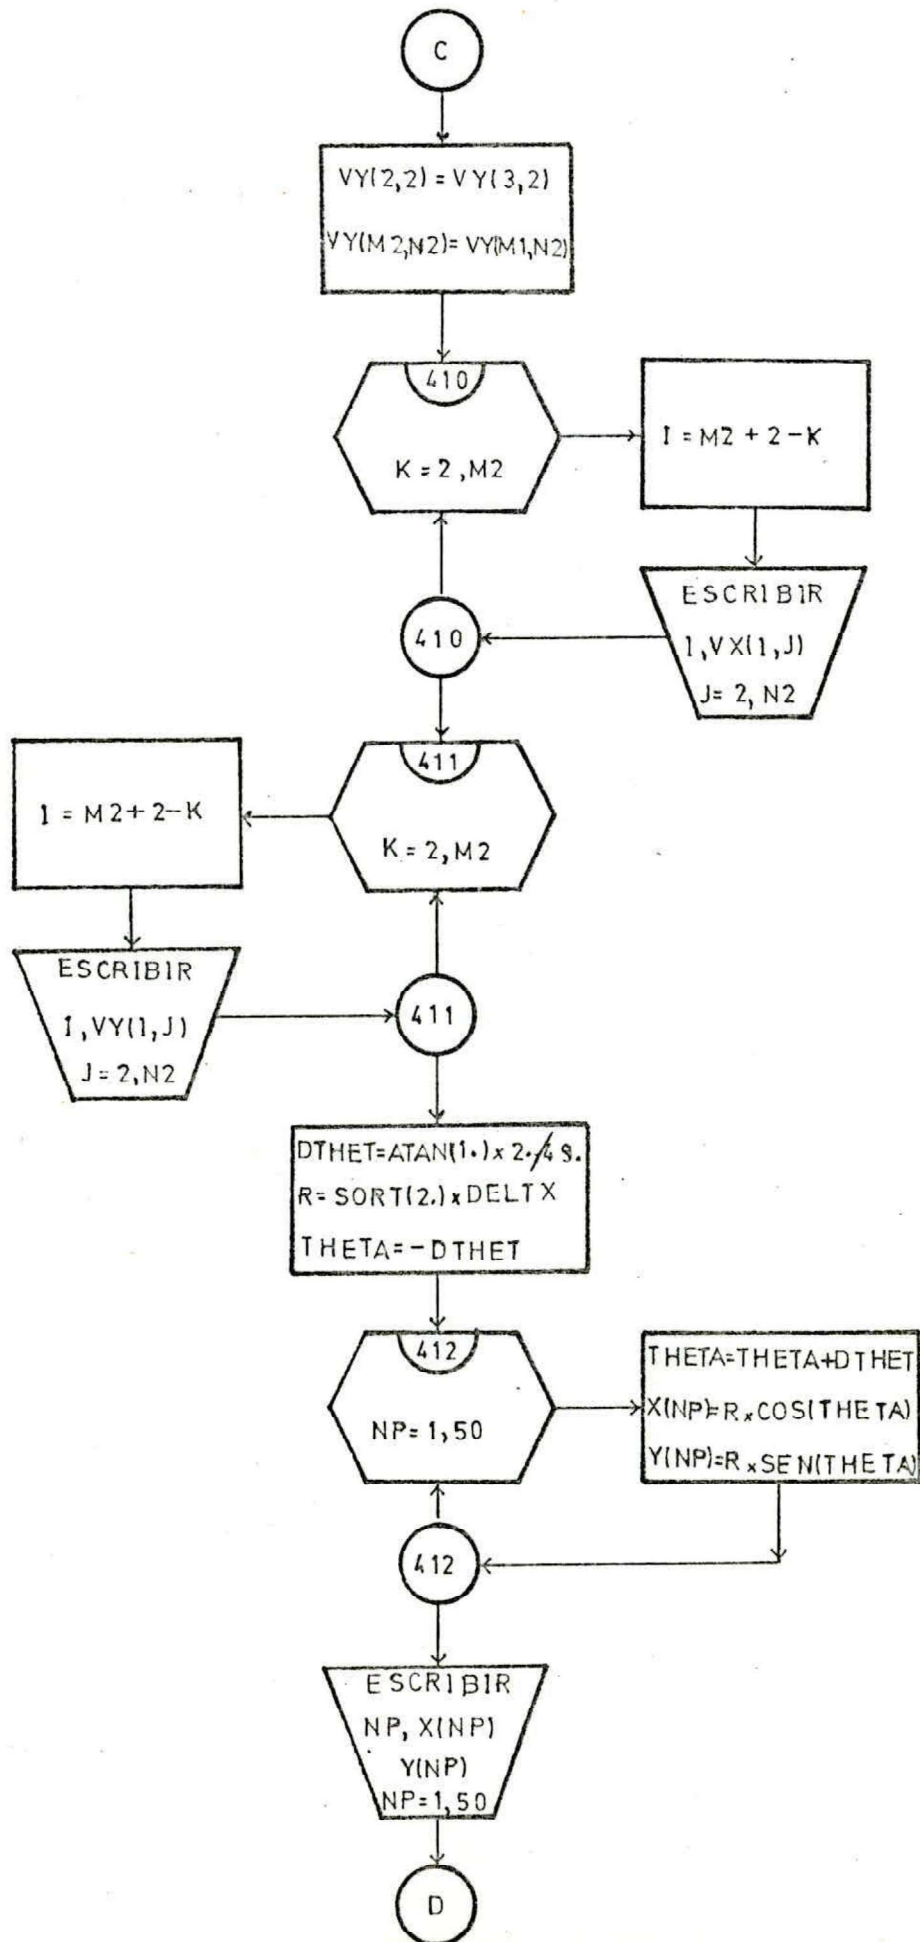 C
VY(2,2) = VY(3,2)
VY(M2,N2)= VY(M1,N2)
410
K = 2, M2
I = M2 + 2 - K
ESCRIBIR
I, VX(I,J)
J= 2, N2
410
411
K = 2, M2
I = M2 + 2 - K
ESCRIBIR
I, VY(I,J)
J = 2, N2
411
DTHET=ATAN(1.) x 2./49.
R= SORT(2.) x DELTX
THETA=-DTHET
412
NP= 1, 50
THETA=THETA+DTHET
X(NP)=R x COS(THETA)
Y(NP)=R x SEN(THETA)
412
ESCRIBIR
NP, X(NP)
Y(NP)
NP=1, 50
D